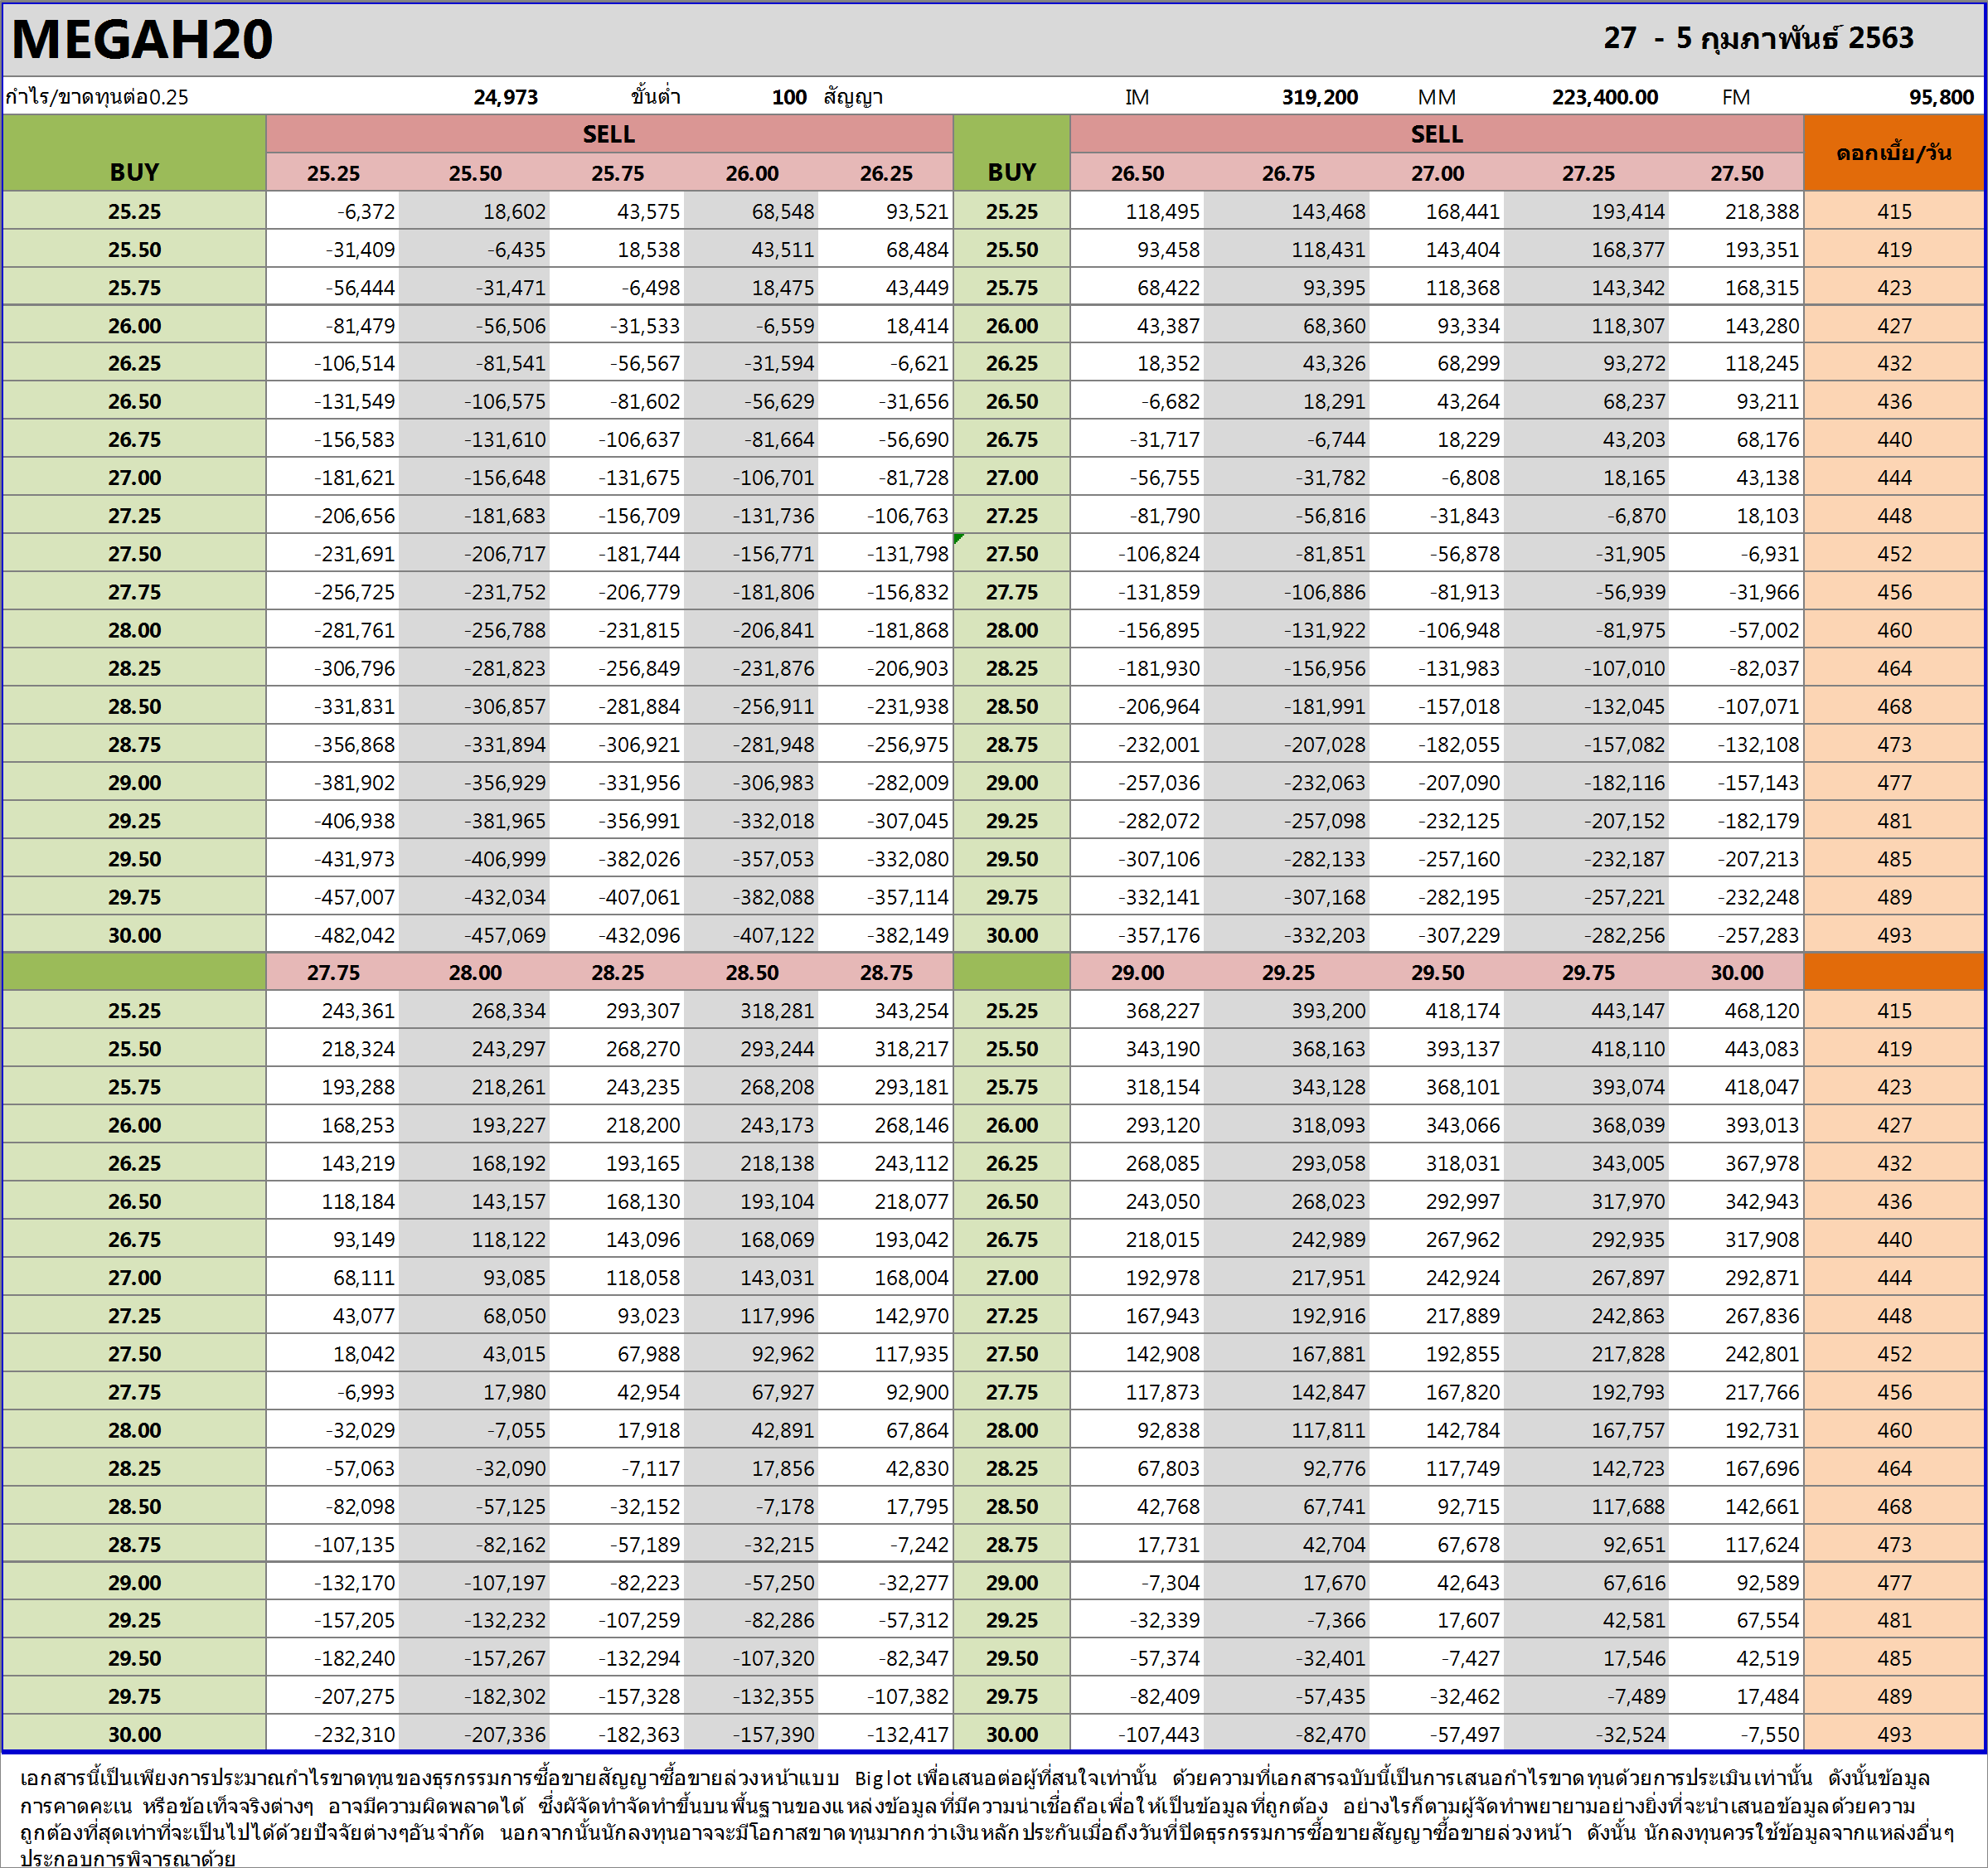 MEGAH20 27 - 5 กุมภาพันธ์ 2563
กำไร/ขาดทุนต่อ0.25 24,973 ขั้นต่ำ 100 สัญญา IM 319,200 MM 223,400.00 FM 95,800
SELL SELL
BUY 25.25 25.50 25.75 26.00 26.25 BUY 26.50 26.75 27.00 27.25 27.50 ดอกเบี้ย/วัน
25.25 -6,372 18,602 43,575 68,548 93,521 25.25 118,495 143,468 168,441 193,414 218,388 415
25.50 -31,409 -6,435 18,538 43,511 68,484 25.50 93,458 118,431 143,404 168,377 193,351 419
25.75 -56,444 -31,471 -6,498 18,475 43,449 25.75 68,422 93,395 118,368 143,342 168,315 423
26.00 -81,479 -56,506 -31,533 -6,559 18,414 26.00 43,387 68,360 93,334 118,307 143,280 427
26.25 -106,514 -81,541 -56,567 -31,594 -6,621 26.25 18,352 43,326 68,299 93,272 118,245 432
26.50 -131,549 -106,575 -81,602 -56,629 -31,656 26.50 -6,682 18,291 43,264 68,237 93,211 436
26.75 -156,583 -131,610 -106,637 -81,664 -56,690 26.75 -31,717 -6,744 18,229 43,203 68,176 440
27.00 -181,621 -156,648 -131,675 -106,701 -81,728 27.00 -56,755 -31,782 -6,808 18,165 43,138 444
27.25 -206,656 -181,683 -156,709 -131,736 -106,763 27.25 -81,790 -56,816 -31,843 -6,870 18,103 448
27.50 -231,691 -206,717 -181,744 -156,771 -131,798 27.50 -106,824 -81,851 -56,878 -31,905 -6,931 452
27.75 -256,725 -231,752 -206,779 -181,806 -156,832 27.75 -131,859 -106,886 -81,913 -56,939 -31,966 456
28.00 -281,761 -256,788 -231,815 -206,841 -181,868 28.00 -156,895 -131,922 -106,948 -81,975 -57,002 460
28.25 -306,796 -281,823 -256,849 -231,876 -206,903 28.25 -181,930 -156,956 -131,983 -107,010 -82,037 464
28.50 -331,831 -306,857 -281,884 -256,911 -231,938 28.50 -206,964 -181,991 -157,018 -132,045 -107,071 468
28.75 -356,868 -331,894 -306,921 -281,948 -256,975 28.75 -232,001 -207,028 -182,055 -157,082 -132,108 473
29.00 -381,902 -356,929 -331,956 -306,983 -282,009 29.00 -257,036 -232,063 -207,090 -182,116 -157,143 477
29.25 -406,938 -381,965 -356,991 -332,018 -307,045 29.25 -282,072 -257,098 -232,125 -207,152 -182,179 481
29.50 -431,973 -406,999 -382,026 -357,053 -332,080 29.50 -307,106 -282,133 -257,160 -232,187 -207,213 485
29.75 -457,007 -432,034 -407,061 -382,088 -357,114 29.75 -332,141 -307,168 -282,195 -257,221 -232,248 489
30.00 -482,042 -457,069 -432,096 -407,122 -382,149 30.00 -357,176 -332,203 -307,229 -282,256 -257,283 493
27.75 28.00 28.25 28.50 28.75 29.00 29.25 29.50 29.75 30.00
25.25 243,361 268,334 293,307 318,281 343,254 25.25 368,227 393,200 418,174 443,147 468,120 415
25.50 218,324 243,297 268,270 293,244 318,217 25.50 343,190 368,163 393,137 418,110 443,083 419
25.75 193,288 218,261 243,235 268,208 293,181 25.75 318,154 343,128 368,101 393,074 418,047 423
26.00 168,253 193,227 218,200 243,173 268,146 26.00 293,120 318,093 343,066 368,039 393,013 427
26.25 143,219 168,192 193,165 218,138 243,112 26.25 268,085 293,058 318,031 343,005 367,978 432
26.50 118,184 143,157 168,130 193,104 218,077 26.50 243,050 268,023 292,997 317,970 342,943 436
26.75 93,149 118,122 143,096 168,069 193,042 26.75 218,015 242,989 267,962 292,935 317,908 440
27.00 68,111 93,085 118,058 143,031 168,004 27.00 192,978 217,951 242,924 267,897 292,871 444
27.25 43,077 68,050 93,023 117,996 142,970 27.25 167,943 192,916 217,889 242,863 267,836 448
27.50 18,042 43,015 67,988 92,962 117,935 27.50 142,908 167,881 192,855 217,828 242,801 452
27.75 -6,993 17,980 42,954 67,927 92,900 27.75 117,873 142,847 167,820 192,793 217,766 456
28.00 -32,029 -7,055 17,918 42,891 67,864 28.00 92,838 117,811 142,784 167,757 192,731 460
28.25 -57,063 -32,090 -7,117 17,856 42,830 28.25 67,803 92,776 117,749 142,723 167,696 464
28.50 -82,098 -57,125 -32,152 -7,178 17,795 28.50 42,768 67,741 92,715 117,688 142,661 468
28.75 -107,135 -82,162 -57,189 -32,215 -7,242 28.75 17,731 42,704 67,678 92,651 117,624 473
29.00 -132,170 -107,197 -82,223 -57,250 -32,277 29.00 -7,304 17,670 42,643 67,616 92,589 477
29.25 -157,205 -132,232 -107,259 -82,286 -57,312 29.25 -32,339 -7,366 17,607 42,581 67,554 481
29.50 -182,240 -157,267 -132,294 -107,320 -82,347 29.50 -57,374 -32,401 -7,427 17,546 42,519 485
29.75 -207,275 -182,302 -157,328 -132,355 -107,382 29.75 -82,409 -57,435 -32,462 -7,489 17,484 489
30.00 -232,310 -207,336 -182,363 -157,390 -132,417 30.00 -107,443 -82,470 -57,497 -32,524 -7,550 493
เอกสารนี้เป็นเพียงการประมาณกำไรขาดทุนของธุรกรรมการซื้อขายสัญญาซื้อขายล่วงหน้าแบบ Big lot เพื่อเสนอต่อผู้ที่สนใจเท่านั้น ด้วยความที่เอกสารฉบับนี้เป็นการเสนอกำไรขาดทุนด้วยการประเมินเท่านั้น ดังนั้นข้อมูล
การคาดคะเน หรือข้อเท็จจริงต่างๆ อาจมีความผิดพลาดได้ ซึ่งผัจัดทำจัดทำขึ้นบนพื้นฐานของแหล่งข้อมูลที่มีความน่าเชื่อถือเพื่อให้เป็นข้อมูลที่ถูกต้อง อย่างไรก็ตามผู้จัดทำพยายามอย่างยิ่งที่จะนำเสนอข้อมูลด้วยความ
ถูกต้องที่สุดเท่าที่จะเป็นไปได้ด้วยปัจจัยต่างๆอันจำกัด นอกจากนั้นนักลงทุนอาจจะมีโอกาสขาดทุนมากกว่าเงินหลักประกันเมื่อถึงวันที่ปิดธุรกรรมการซื้อขายสัญญาซื้อขายล่วงหน้า ดังนั้น นักลงทุนควรใช้ข้อมูลจากแหล่งอื่นๆ
ประกอบการพิจารณาด้วย